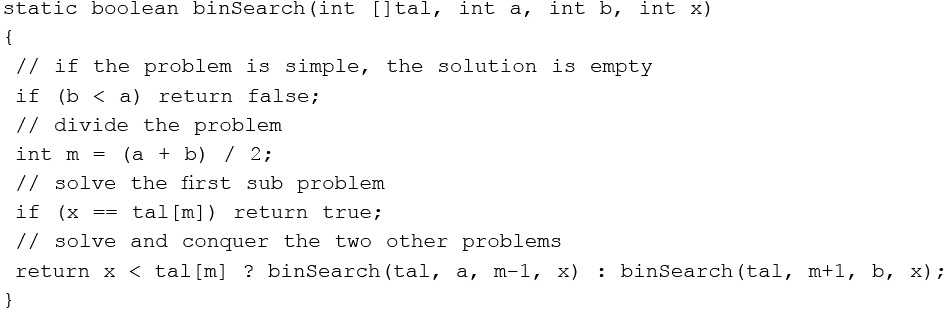 static boolean binSearch(int []tal, int a, int b, int x)
{
// if the problem is simple, the solution is empty
if (b < a) return false;
// divide the problem
int m = (a + b) / 2;
// solve the first sub problem
if (x == tal[m]) return true;
// solve and conquer the two other problems
return x < tal[m] ? binSearch(tal, a, m-1, x) : binSearch(tal, m+1, b, x);
}